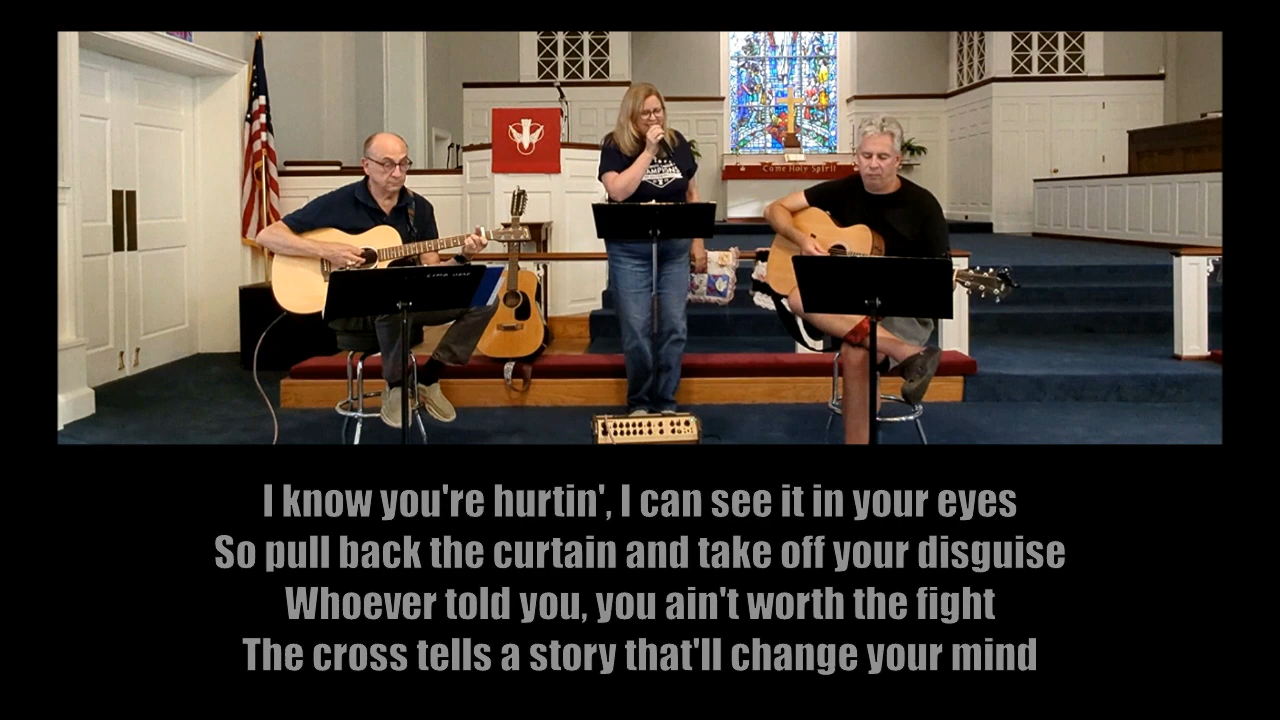 Come Holy Spirit
I know you're hurtin', I can see it in your eyes
So pull back the curtain and take off your disguise
Whoever told you, you ain't worth the fight
The cross tells a story that'll change your mind